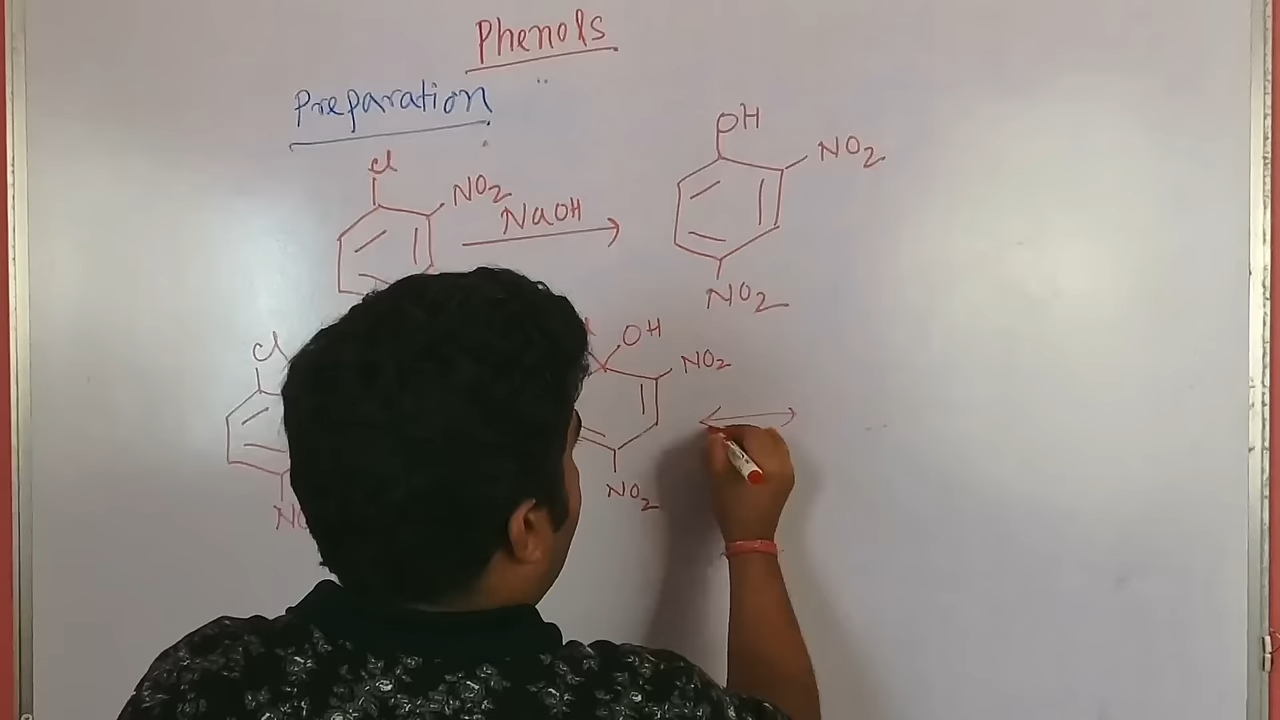 Phenols
Preparation
Cl
NO2
NaOH
OH
NO2
NO2
Cl
OH
NO2
NO2